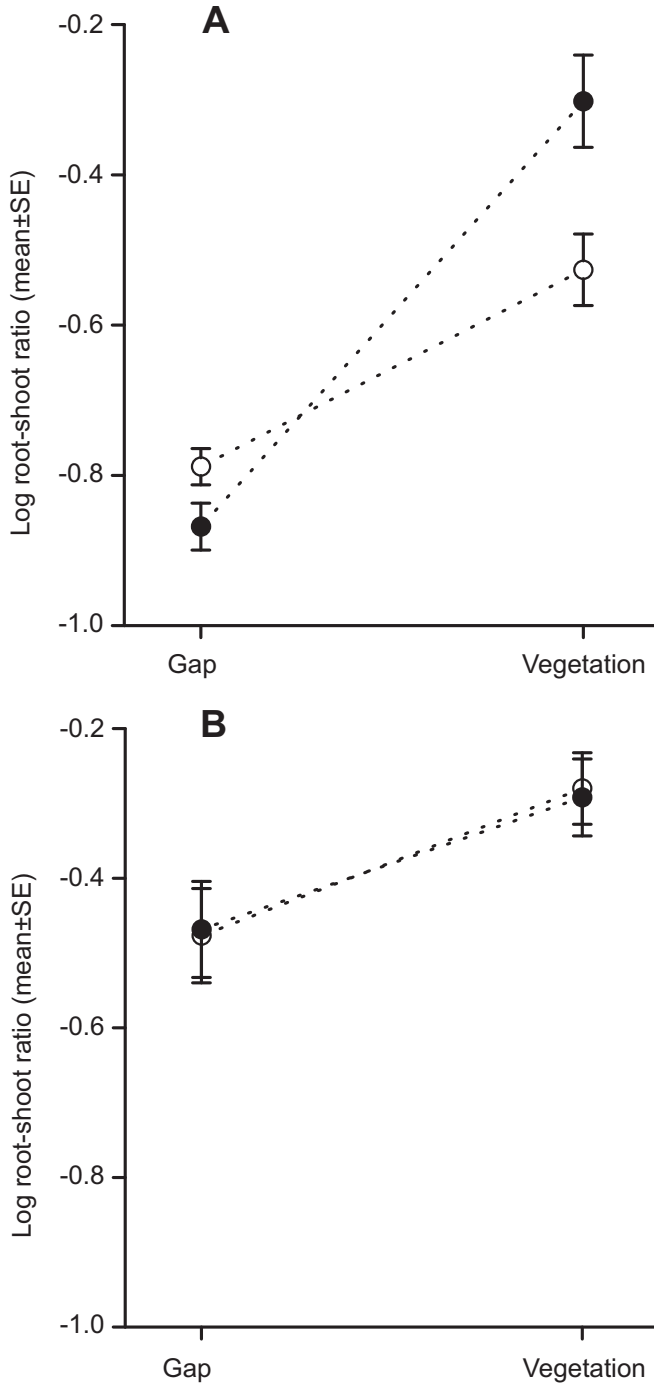 A
Log root-shoot ratio (mean±SE)
-0.2
-0.4
-0.6
-0.8
-1.0
Gap Vegetation
B
Log root-shoot ratio (mean±SE)
-0.2
-0.4
-0.6
-0.8
-1.0
Gap Vegetation